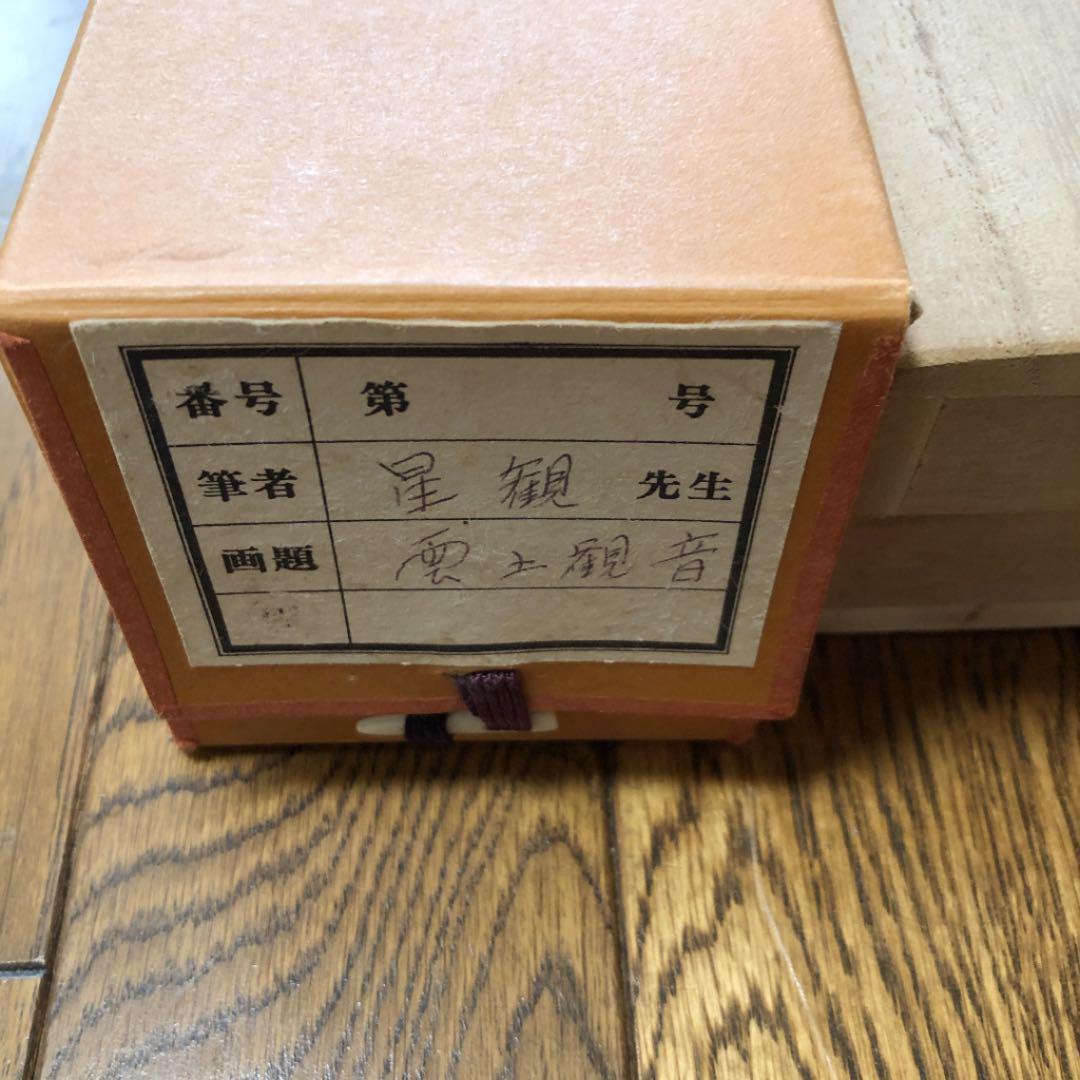 番号 第 号
筆者 星観 先生
画題 雲上観音